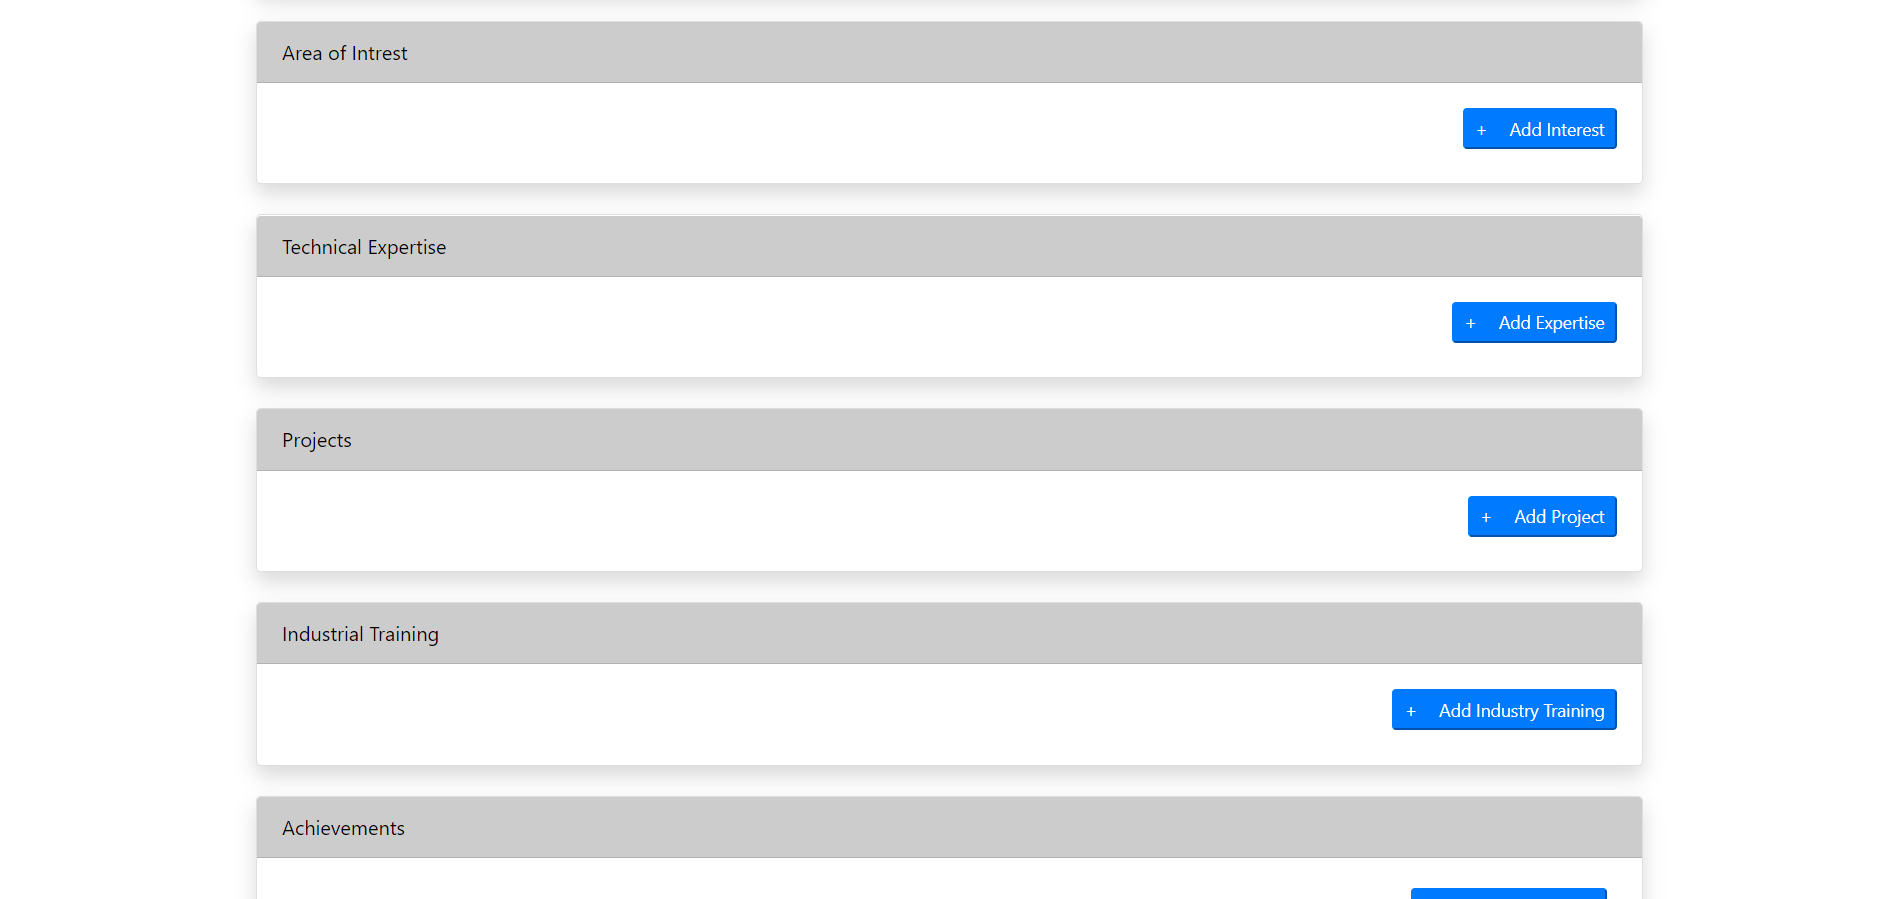 Area of Intrest
+ Add Interest
Technical Expertise
+ Add Expertise
Projects
+ Add Project
Industrial Training
+ Add Industry Training
Achievements